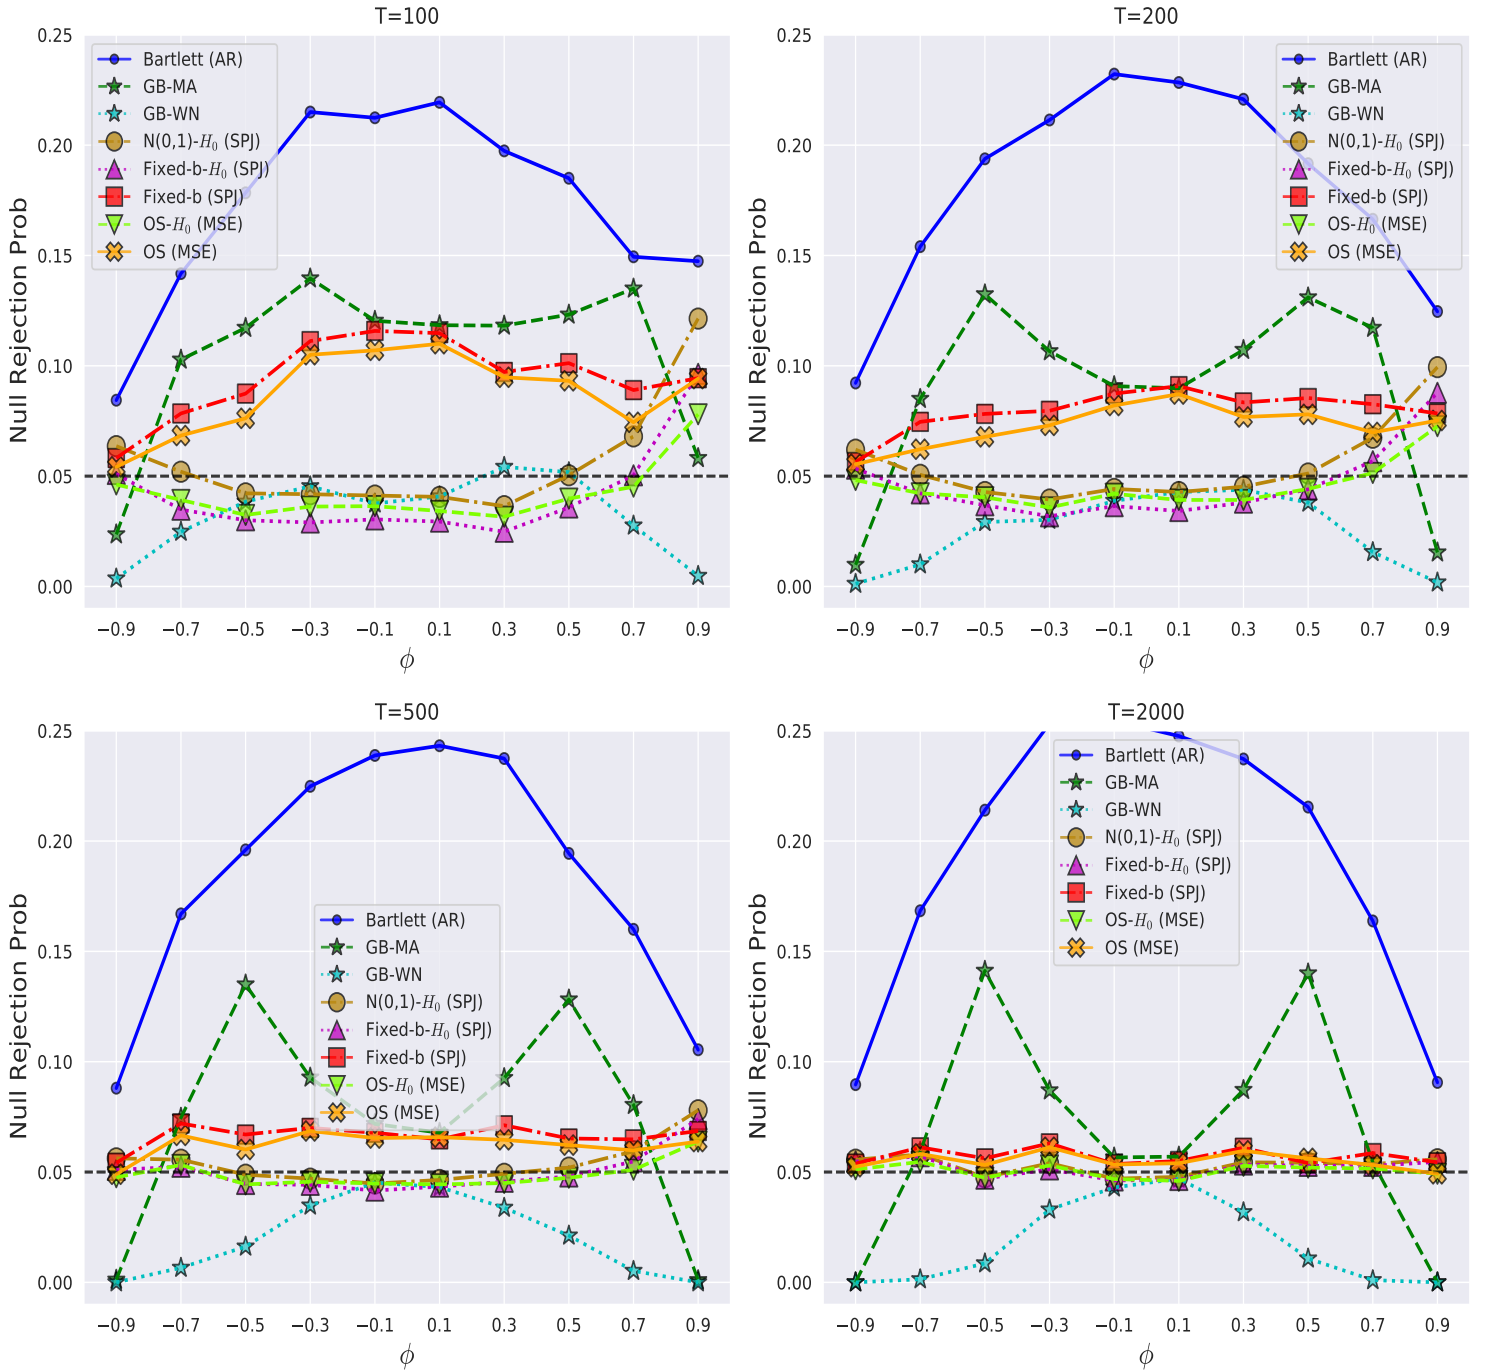 T=100
0.25
0.20
0.15
0.10
0.05
0.00
Null Rejection Prob
Bartlett (AR)
GB-MA
GB-WN
N(0,1)-H₀ (SPJ)
Fixed-b-H₀ (SPJ)
Fixed-b (SPJ)
OS-H₀ (MSE)
OS (MSE)
−0.9 −0.7 −0.5 −0.3 −0.1 0.1 0.3 0.5 0.7 0.9
ϕ
T=200
0.25
0.20
0.15
0.10
0.05
0.00
Null Rejection Prob
Bartlett (AR)
GB-MA
GB-WN
N(0,1)-H₀ (SPJ)
Fixed-b-H₀ (SPJ)
Fixed-b (SPJ)
OS-H₀ (MSE)
OS (MSE)
−0.9 −0.7 −0.5 −0.3 −0.1 0.1 0.3 0.5 0.7 0.9
ϕ
T=500
0.25
0.20
0.15
0.10
0.05
0.00
Null Rejection Prob
Bartlett (AR)
GB-MA
GB-WN
N(0,1)-H₀ (SPJ)
Fixed-b-H₀ (SPJ)
Fixed-b (SPJ)
OS-H₀ (MSE)
OS (MSE)
−0.9 −0.7 −0.5 −0.3 −0.1 0.1 0.3 0.5 0.7 0.9
ϕ
T=2000
0.25
0.20
0.15
0.10
0.05
0.00
Null Rejection Prob
Bartlett (AR)
GB-MA
GB-WN
N(0,1)-H₀ (SPJ)
Fixed-b-H₀ (SPJ)
Fixed-b (SPJ)
OS-H₀ (MSE)
OS (MSE)
−0.9 −0.7 −0.5 −0.3 −0.1 0.1 0.3 0.5 0.7 0.9
ϕ